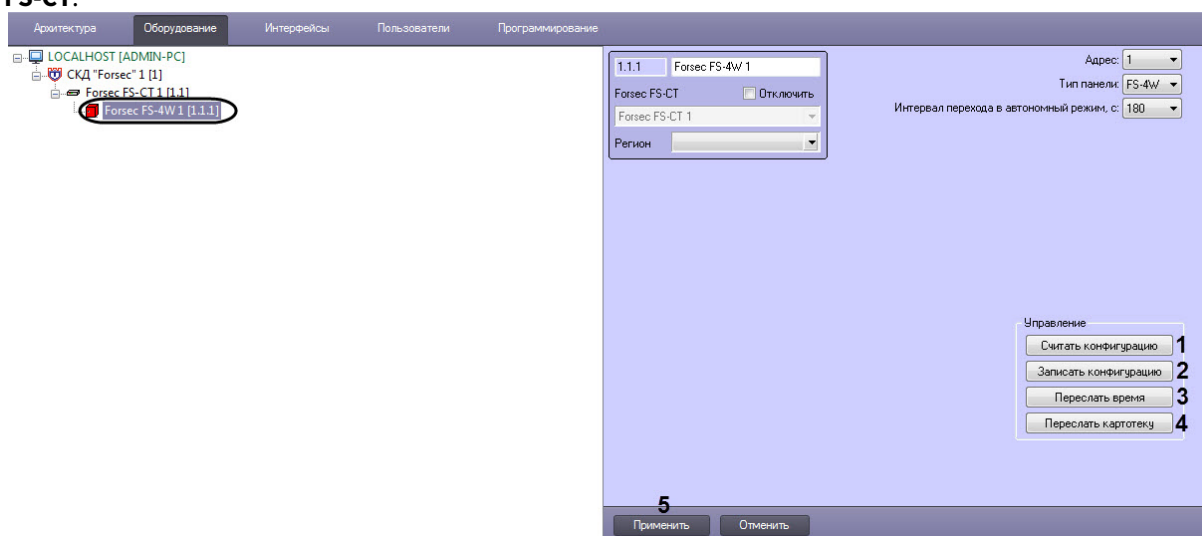 FS-CT.
Архитектура Оборудование Интерфейсы Пользователи Программирование
LOCALHOST [ADMIN-PC]
СКД "Forsec" 1 [1]
Forsec FS-CT 1 [1.1]
Forsec FS-4W 1 [1.1.1]
1.1.1 Forsec FS-4W 1
Forsec FS-CT Отключить
Forsec FS-CT 1
Регион
Адрес: 1
Тип панели: FS-4W
Интервал перехода в автономный режим, с: 180
Управление
Считать конфигурацию 1
Записать конфигурацию 2
Переслать время 3
Переслать картотеку 4
5
Применить Отменить